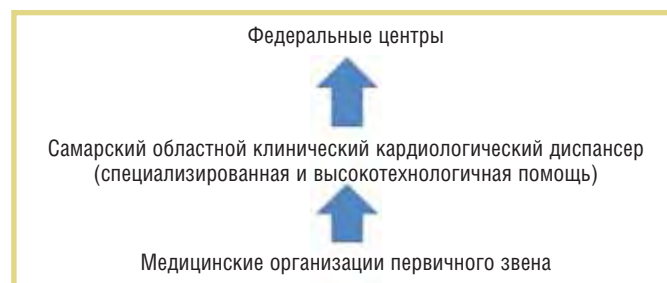 Федеральные центры
Самарский областной клинический кардиологический диспансер
(специализированная и высокотехнологичная помощь)
Медицинские организации первичного звена